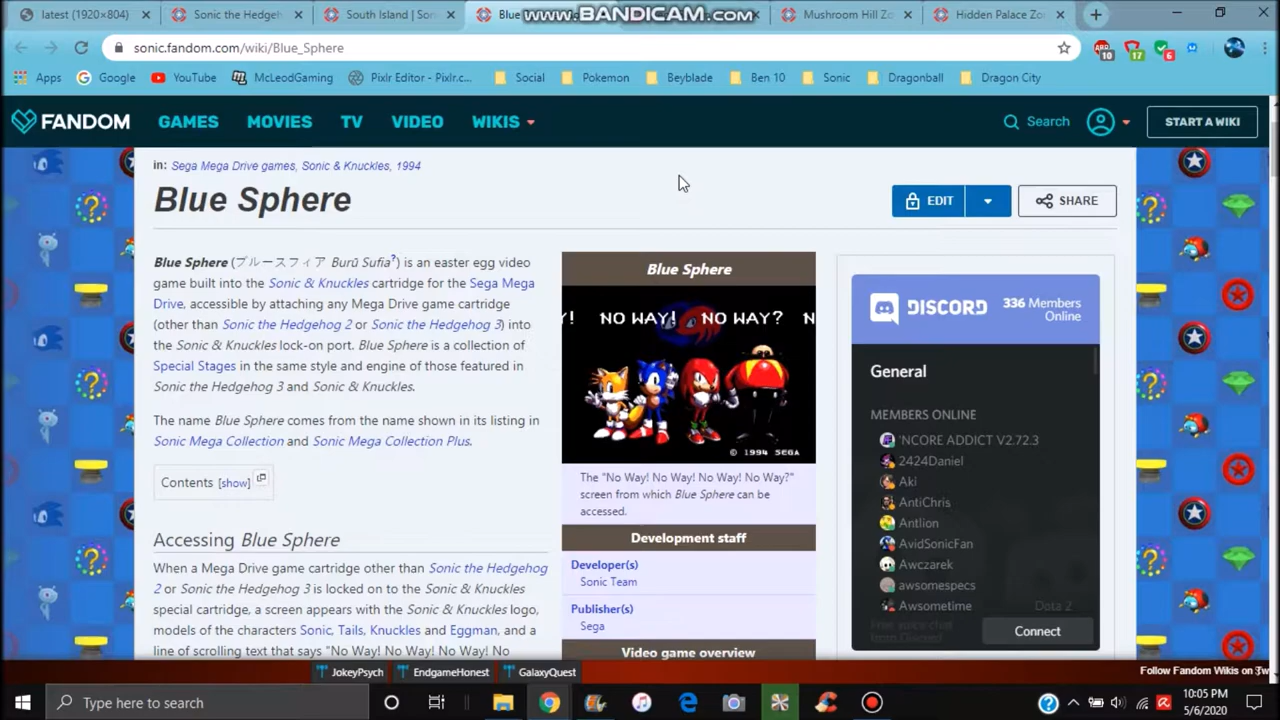 latest (1920×804)
Sonic the Hedgeh
South Island | Son
Blue
www.BANDICAM.com
Mushroom Hill Zo
Hidden Palace Zo
sonic.fandom.com/wiki/Blue_Sphere
10
17
6
Apps
Google
YouTube
McLeodGaming
Pixlr Editor - Pixlr.c...
Social
Pokemon
Beyblade
Ben 10
Sonic
Dragonball
Dragon City
FANDOM
GAMES
MOVIES
TV
VIDEO
WIKIS
Search
START A WIKI
in: Sega Mega Drive games, Sonic & Knuckles, 1994
Blue Sphere
EDIT
SHARE
Blue Sphere (ブルースフィア Burū Sufia?) is an easter egg video
game built into the Sonic & Knuckles cartridge for the Sega Mega
Drive, accessible by attaching any Mega Drive game cartridge
(other than Sonic the Hedgehog 2 or Sonic the Hedgehog 3) into
the Sonic & Knuckles lock-on port. Blue Sphere is a collection of
Special Stages in the same style and engine of those featured in
Sonic the Hedgehog 3 and Sonic & Knuckles.
The name Blue Sphere comes from the name shown in its listing in
Sonic Mega Collection and Sonic Mega Collection Plus.
Contents [show]
Accessing Blue Sphere
When a Mega Drive game cartridge other than Sonic the Hedgehog
2 or Sonic the Hedgehog 3 is locked on to the Sonic & Knuckles
special cartridge, a screen appears with the Sonic & Knuckles logo,
models of the characters Sonic, Tails, Knuckles and Eggman, and a
line of scrolling text that says "No Way! No Way! No Way! No
Blue Sphere
Y! NO WAY! NO WAY? N
© 1994 SEGA
The "No Way! No Way! No Way! No Way?"
screen from which Blue Sphere can be
accessed.
Development staff
Developer(s)
Sonic Team
Publisher(s)
Sega
Video game overview
DISCORD
336 Members
Online
General
MEMBERS ONLINE
'NCORE ADDICT V2.72.3
2424Daniel
Aki
AntiChris
Antlion
AvidSonicFan
Awczarek
awsomespecs
Awsometime
Dota 2
Free voice chat
from Discord
Connect
JokeyPsych
EndgameHonest
GalaxyQuest
Follow Fandom Wikis on Tw
Type here to search
10:05 PM
5/6/2020